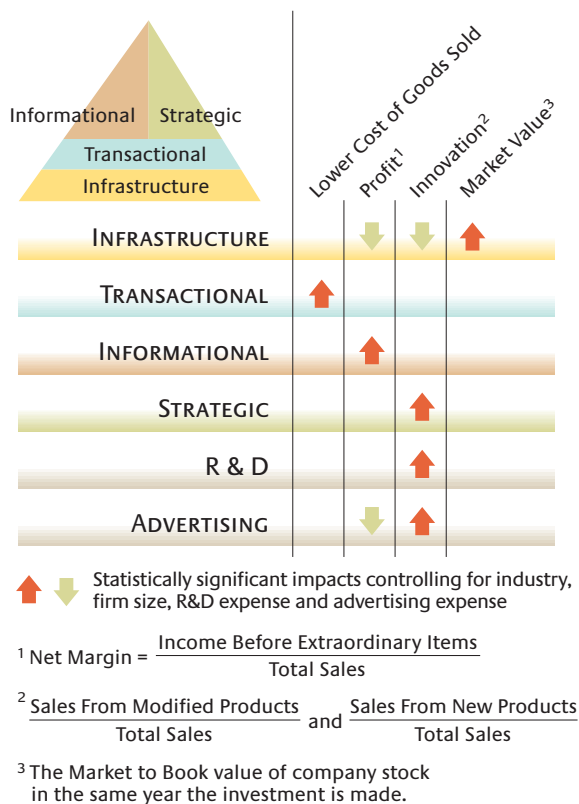 Informational Strategic
Transactional
Infrastructure
Lower Cost of Goods Sold
Profit¹
Innovation²
Market Value³
INFRASTRUCTURE
TRANSACTIONAL
INFORMATIONAL
STRATEGIC
R & D
ADVERTISING
Statistically significant impacts controlling for industry,
firm size, R&D expense and advertising expense
¹ Net Margin = Income Before Extraordinary Items
Total Sales
² Sales From Modified Products and Sales From New Products
Total Sales Total Sales
³ The Market to Book value of company stock
in the same year the investment is made.